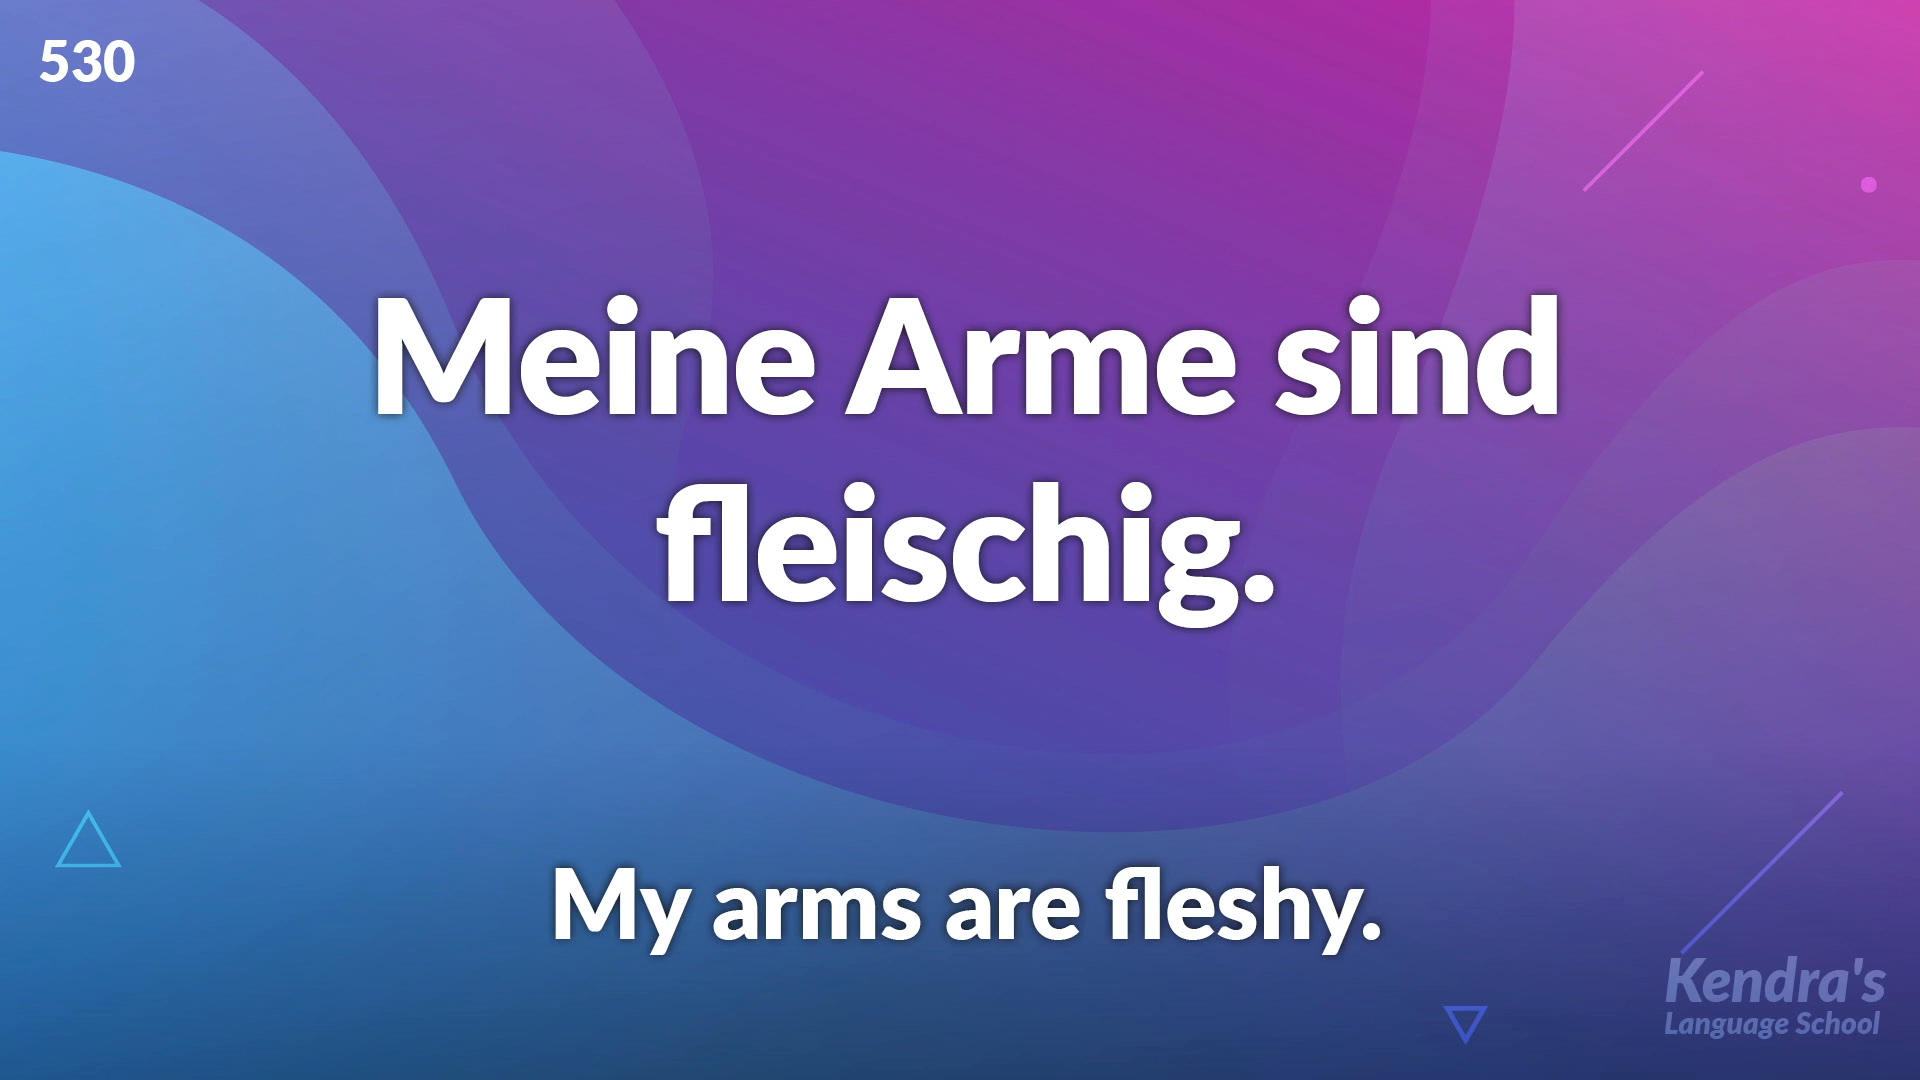 530
Meine Arme sind
fleischig.
My arms are fleshy.
Kendra's
Language School